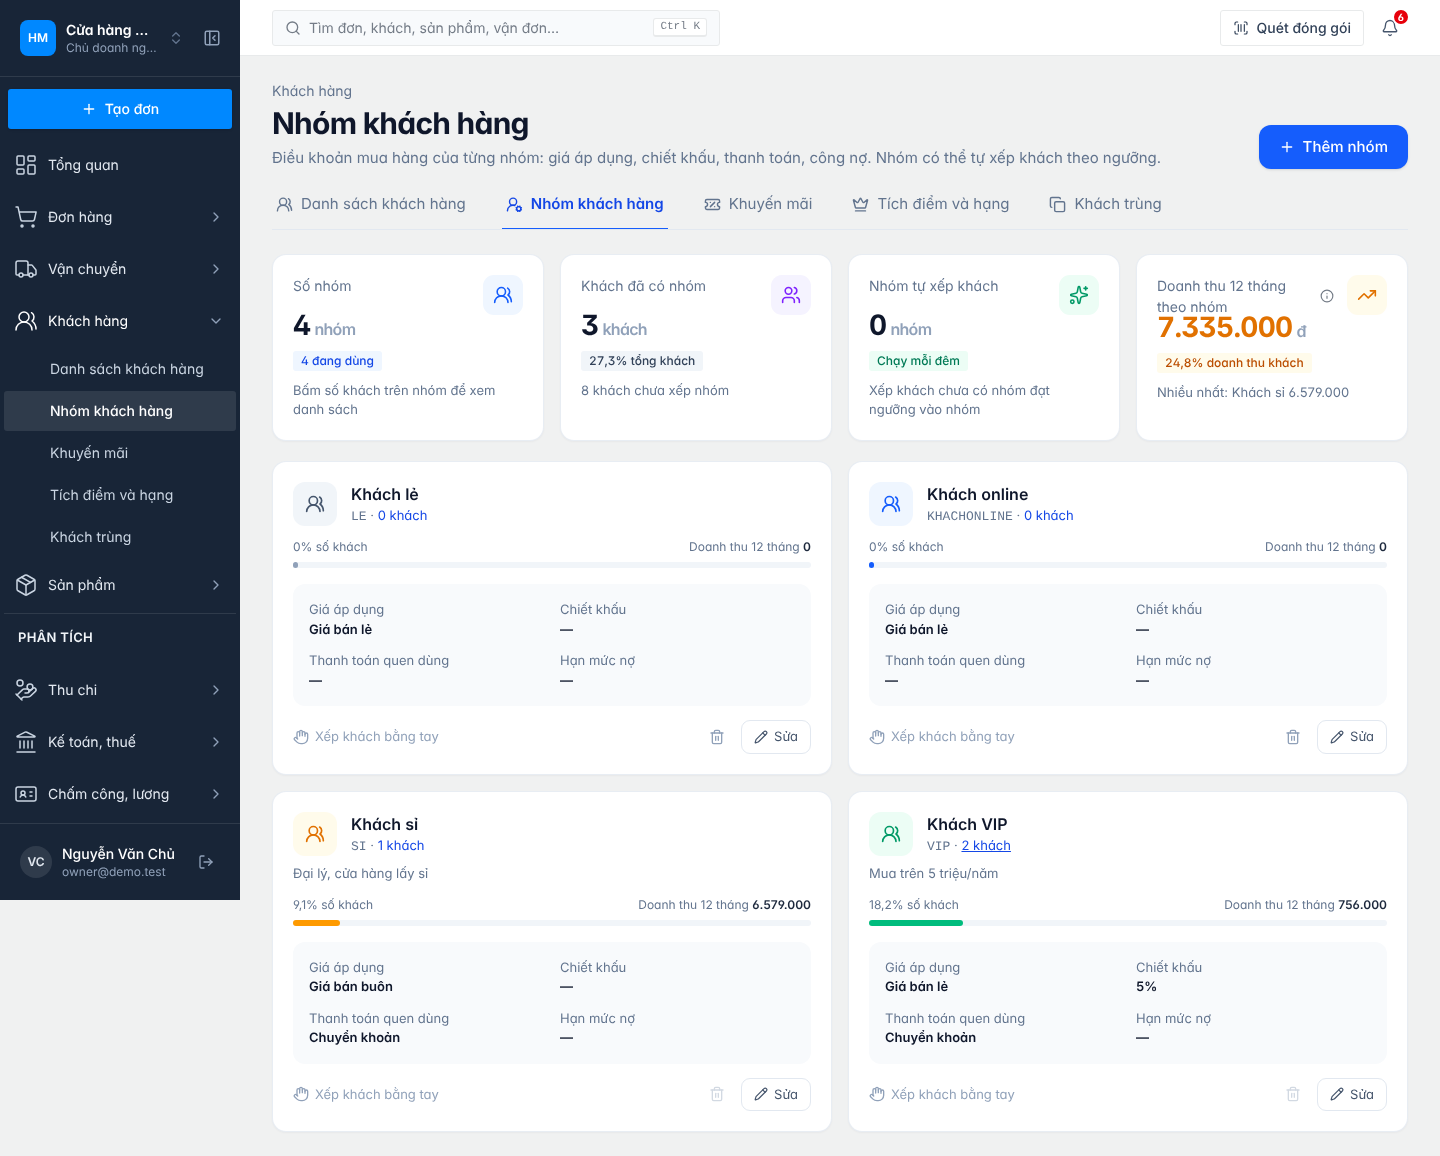 HM
Cửa hàng ...
Chủ doanh ng...
Tạo đơn
Tổng quan
Đơn hàng
Vận chuyển
Khách hàng
Danh sách khách hàng
Nhóm khách hàng
Khuyến mãi
Tích điểm và hạng
Khách trùng
Sản phẩm
PHÂN TÍCH
Thu chi
Kế toán, thuế
Chấm công, lương
VC
Nguyễn Văn Chủ
owner@demo.test
Tìm đơn, khách, sản phẩm, vận đơn...
Ctrl K
Quét đóng gói
6
Khách hàng
Nhóm khách hàng
Điều khoản mua hàng của từng nhóm: giá áp dụng, chiết khấu, thanh toán, công nợ. Nhóm có thể tự xếp khách theo ngưỡng.
Thêm nhóm
Danh sách khách hàng
Nhóm khách hàng
Khuyến mãi
Tích điểm và hạng
Khách trùng
Số nhóm
4 nhóm
4 đang dùng
Bấm số khách trên nhóm để xem
danh sách
Khách đã có nhóm
3 khách
27,3% tổng khách
8 khách chưa xếp nhóm
Nhóm tự xếp khách
0 nhóm
Chạy mỗi đêm
Xếp khách chưa có nhóm đạt
ngưỡng vào nhóm
Doanh thu 12 tháng
theo nhóm
7.335.000 đ
24,8% doanh thu khách
Nhiều nhất: Khách sỉ 6.579.000
Khách lẻ
LE · 0 khách
0% số khách
Doanh thu 12 tháng 0
Giá áp dụng
Chiết khấu
Giá bán lẻ
—
Thanh toán quen dùng
Hạn mức nợ
—
—
Xếp khách bằng tay
Sửa
Khách online
KHACHONLINE · 0 khách
0% số khách
Doanh thu 12 tháng 0
Giá áp dụng
Chiết khấu
Giá bán lẻ
—
Thanh toán quen dùng
Hạn mức nợ
—
—
Xếp khách bằng tay
Sửa
Khách sỉ
SI · 1 khách
Đại lý, cửa hàng lấy sỉ
9,1% số khách
Doanh thu 12 tháng 6.579.000
Giá áp dụng
Chiết khấu
Giá bán buôn
—
Thanh toán quen dùng
Hạn mức nợ
Chuyển khoản
—
Xếp khách bằng tay
Sửa
Khách VIP
VIP · 2 khách
Mua trên 5 triệu/năm
18,2% số khách
Doanh thu 12 tháng 756.000
Giá áp dụng
Chiết khấu
Giá bán lẻ
5%
Thanh toán quen dùng
Hạn mức nợ
Chuyển khoản
—
Xếp khách bằng tay
Sửa